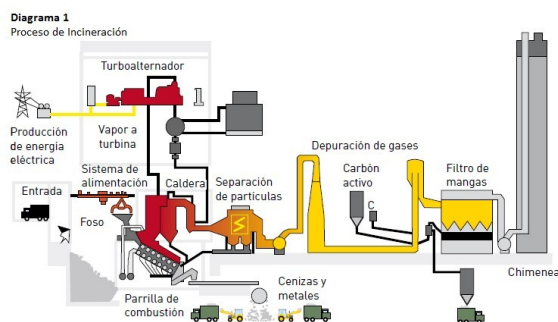 Diagrama 1
Proceso de Incineración
Turboalternador
Producción
de energía
eléctrica
Vapor a
turbina
Depuración de gases
Sistema de
alimentación
Caldera
Separación
de particulas
Carbón
activo
Filtro de
mangas
Entrada
C
Foso
Chimenea
Parrilla de
combustión
Cenizas y
metales